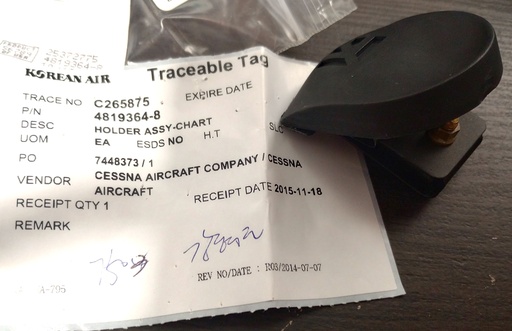 KOREAN AIR
Traceable Tag
TRACE NO C265875 EXPIRE DATE
P/N 4819364-8
DESC HOLDER ASSY-CHART
UOM EA ESDS NO H.T
PO 7448373 / 1
VENDOR CESSNA AIRCRAFT COMPANY / CESSNA
AIRCRAFT
RECEIPT QTY 1 RECEIPT DATE 2015-11-18
REMARK
REV NO/DATE : R03/2014-07-07